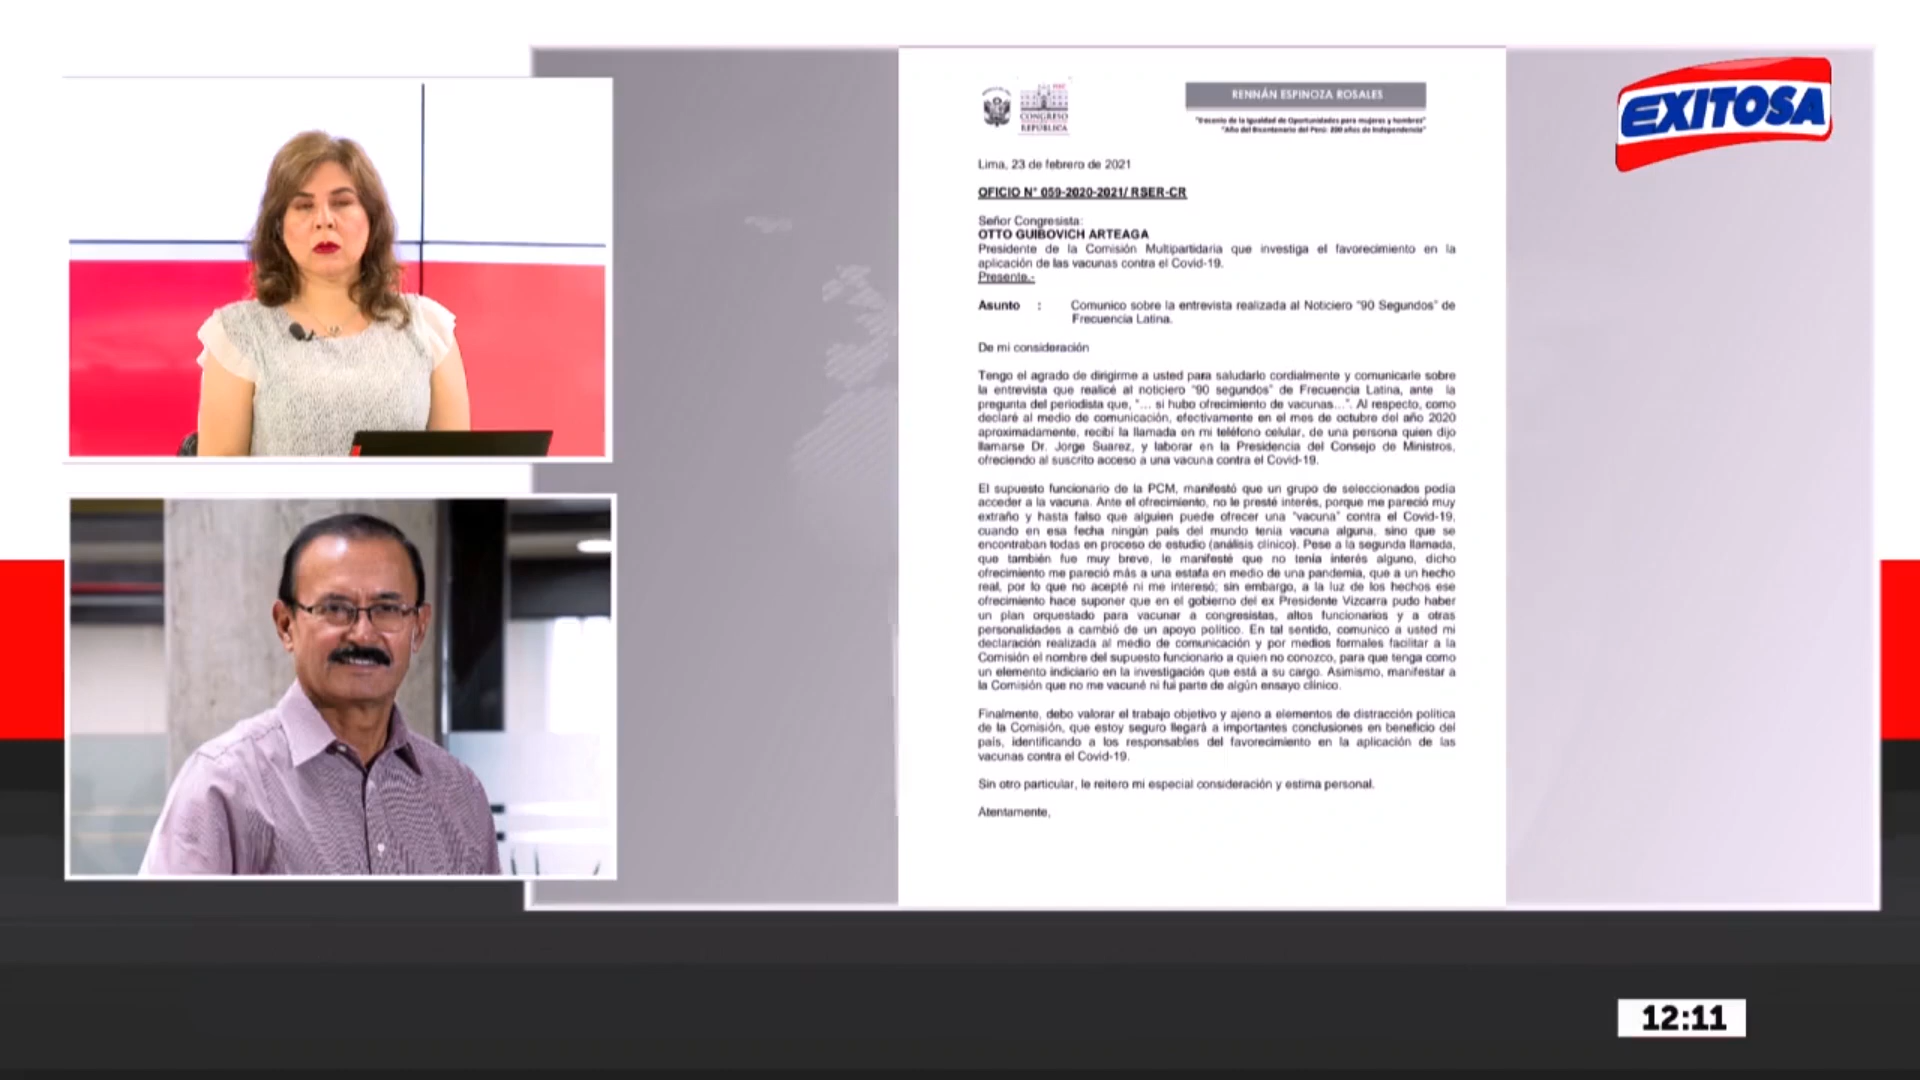 EXITOSA
CONGRESO
REPÚBLICA
RENNÁN ESPINOZA ROSALES
"Decenio de la Igualdad de Oportunidades para mujeres y hombres"
"Año del Bicentenario del Perú: 200 años de Independencia"
Lima, 23 de febrero de 2021
OFICIO N° 059-2020-2021/ RSER-CR
Señor Congresista:
OTTO GUIBOVICH ARTEAGA
Presidente de la Comisión Multipartidaria que investiga el favorecimiento en la
aplicación de las vacunas contra el Covid-19.
Presente.-
Asunto : Comunico sobre la entrevista realizada al Noticiero "90 Segundos" de
Frecuencia Latina.
De mi consideración
Tengo el agrado de dirigirme a usted para saludarlo cordialmente y comunicarle sobre
la entrevista que realicé al noticiero "90 segundos" de Frecuencia Latina, ante la
pregunta del periodista que, "... si hubo ofrecimiento de vacunas...". Al respecto, como
declaré al medio de comunicación, efectivamente en el mes de octubre del año 2020
aproximadamente, recibí la llamada en mi teléfono celular, de una persona quien dijo
llamarse Dr. Jorge Suarez, y laborar en la Presidencia del Consejo de Ministros,
ofreciendo al suscrito acceso a una vacuna contra el Covid-19.
El supuesto funcionario de la PCM, manifestó que un grupo de seleccionados podía
acceder a la vacuna. Ante el ofrecimiento, no le presté interés, porque me pareció muy
extraño y hasta falso que alguien puede ofrecer una "vacuna" contra el Covid-19,
cuando en esa fecha ningún país del mundo tenía vacuna alguna, sino que se
encontraban todas en proceso de estudio (análisis clínico). Pese a la segunda llamada,
que también fue muy breve, le manifesté que no tenía interés alguno, dicho
ofrecimiento me pareció más a una estafa en medio de una pandemia, que a un hecho
real, por lo que no acepté ni me interesó; sin embargo, a la luz de los hechos ese
ofrecimiento hace suponer que en el gobierno del ex Presidente Vizcarra pudo haber
un plan orquestado para vacunar a congresistas, altos funcionarios y a otras
personalidades a cambió de un apoyo político. En tal sentido, comunico a usted mi
declaración realizada al medio de comunicación y por medios formales facilitar a la
Comisión el nombre del supuesto funcionario a quien no conozco, para que tenga como
un elemento indiciario en la investigación que está a su cargo. Asimismo, manifestar a
la Comisión que no me vacuné ni fui parte de algún ensayo clínico.
Finalmente, debo valorar el trabajo objetivo y ajeno a elementos de distracción política
de la Comisión, que estoy seguro llegará a importantes conclusiones en beneficio del
país, identificando a los responsables del favorecimiento en la aplicación de las
vacunas contra el Covid-19.
Sin otro particular, le reitero mi especial consideración y estima personal.
Atentamente,
12:11